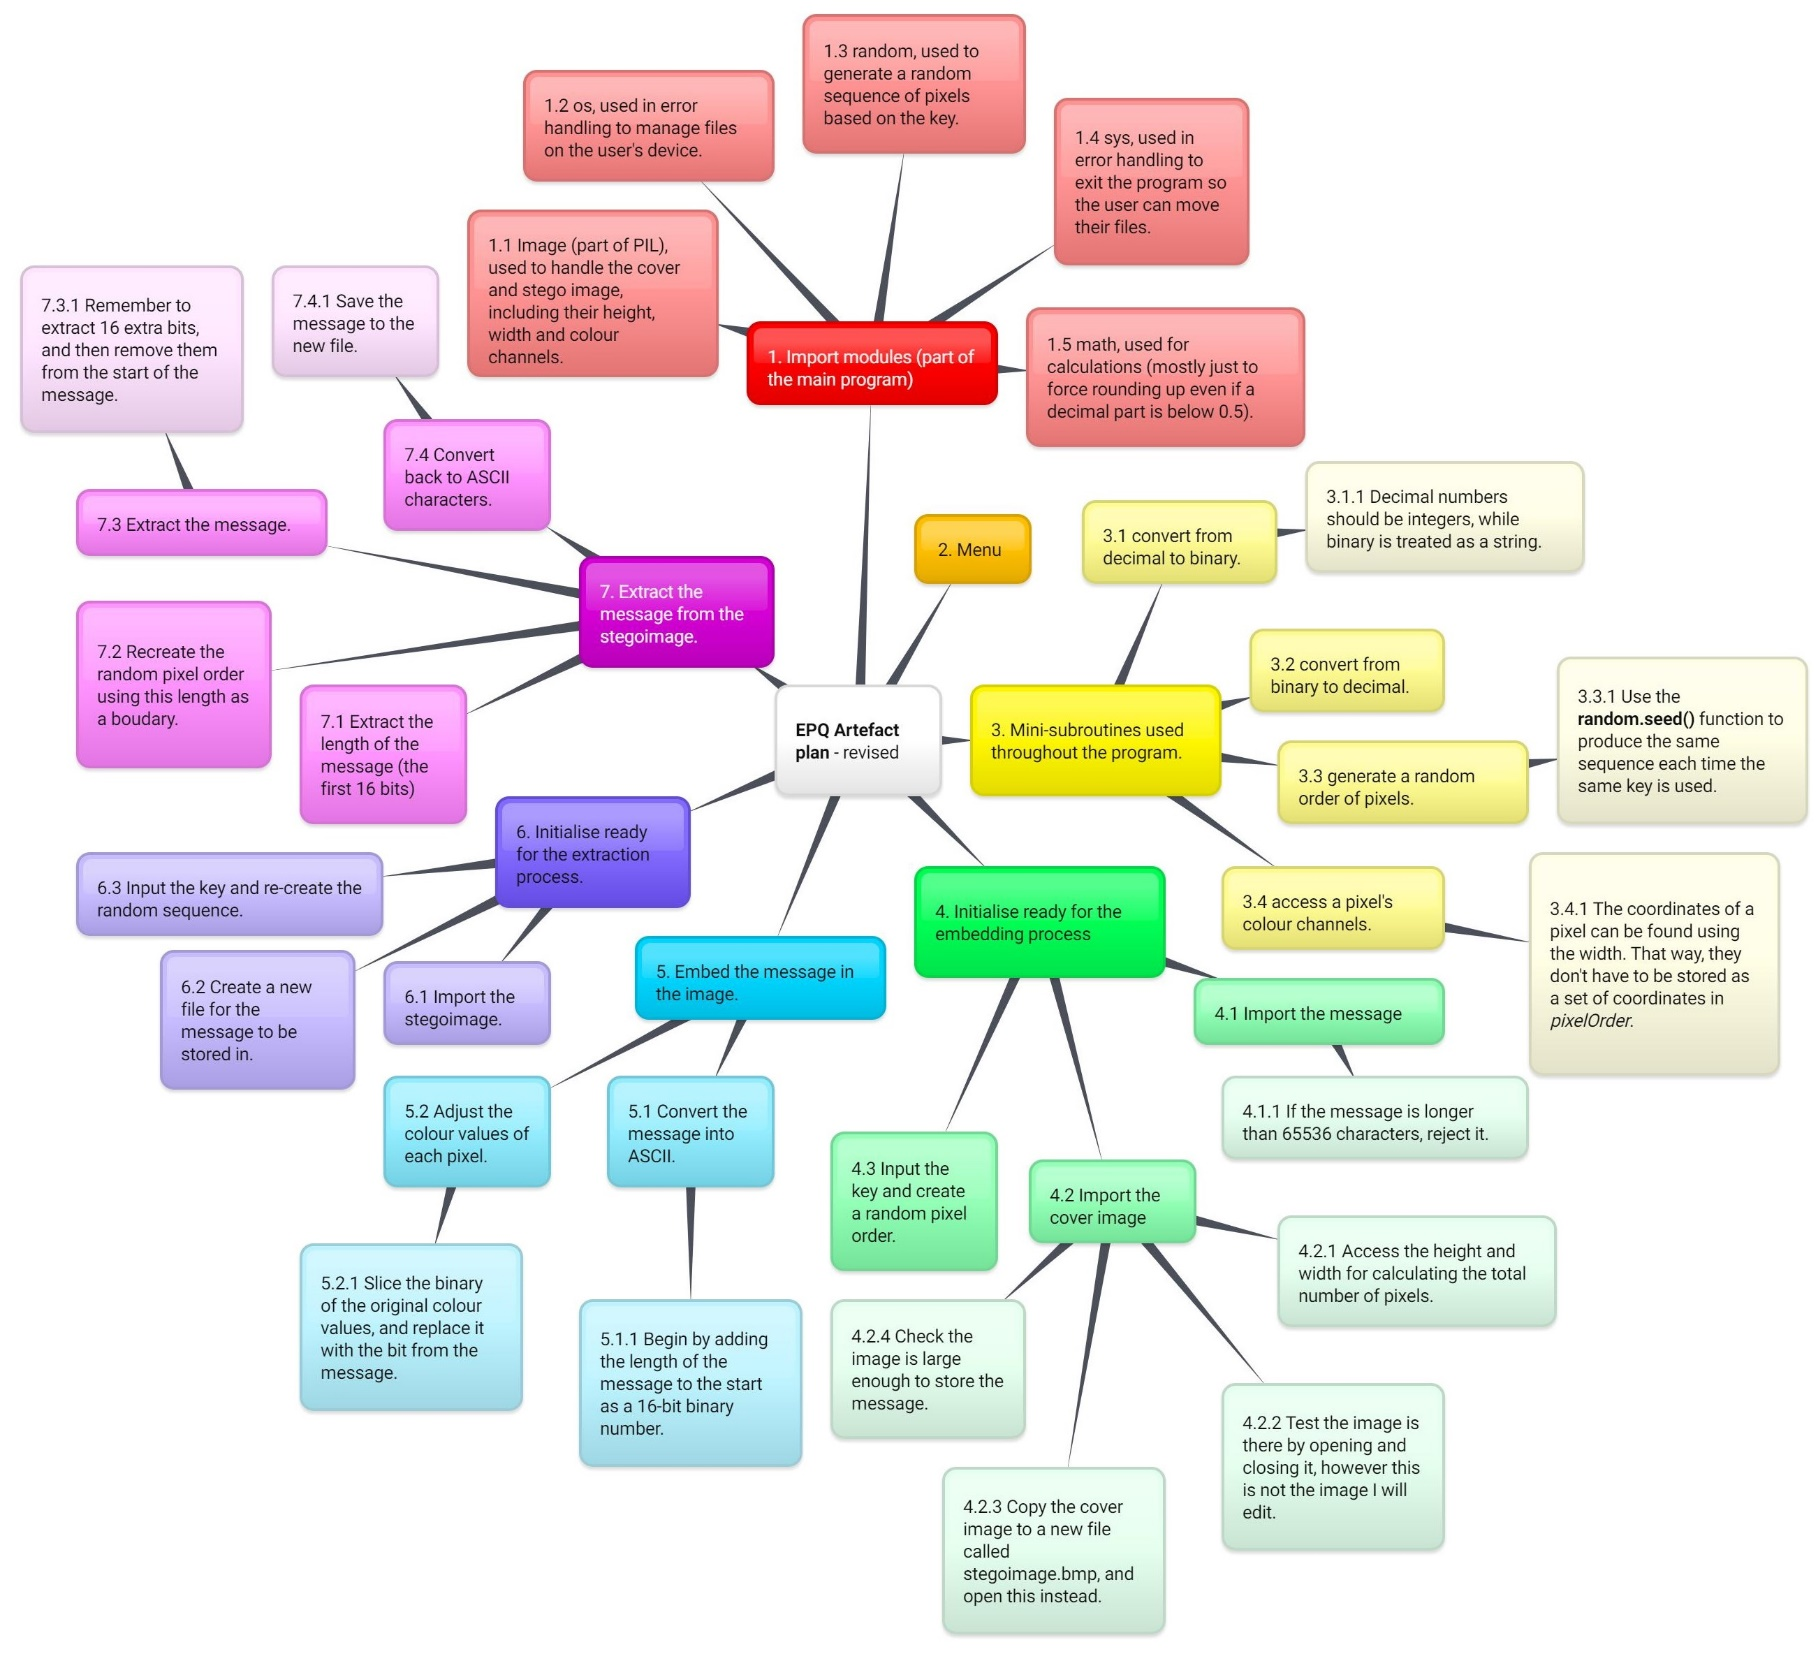 EPQ Artefact
plan - revised
1. Import modules (part of
the main program)
1.1 Image (part of PIL),
used to handle the cover
and stego image,
including their height,
width and colour
channels.
1.2 os, used in error
handling to manage files
on the user's device.
1.3 random, used to
generate a random
sequence of pixels
based on the key.
1.4 sys, used in
error handling to
exit the program so
the user can move
their files.
1.5 math, used for
calculations (mostly just to
force rounding up even if a
decimal part is below 0.5).
2. Menu
3. Mini-subroutines used
throughout the program.
3.1 convert from
decimal to binary.
3.1.1 Decimal numbers
should be integers, while
binary is treated as a string.
3.2 convert from
binary to decimal.
3.3 generate a random
order of pixels.
3.3.1 Use the
random.seed() function to
produce the same
sequence each time the
same key is used.
3.4 access a pixel's
colour channels.
3.4.1 The coordinates of a
pixel can be found using
the width. That way, they
don't have to be stored as
a set of coordinates in
pixelOrder.
4. Initialise ready for the
embedding process
4.1 Import the message
4.1.1 If the message is longer
than 65536 characters, reject it.
4.2 Import the
cover image
4.2.1 Access the height and
width for calculating the total
number of pixels.
4.2.2 Test the image is
there by opening and
closing it, however this
is not the image I will
edit.
4.2.3 Copy the cover
image to a new file
called
stegoimage.bmp, and
open this instead.
4.2.4 Check the
image is large
enough to store the
message.
4.3 Input the
key and create
a random pixel
order.
5. Embed the message in
the image.
5.1 Convert the
message into
ASCII.
5.1.1 Begin by adding
the length of the
message to the start
as a 16-bit binary
number.
5.2 Adjust the
colour values of
each pixel.
5.2.1 Slice the binary
of the original colour
values, and replace it
with the bit from the
message.
6. Initialise ready
for the extraction
process.
6.1 Import the
stegoimage.
6.2 Create a new
file for the
message to be
stored in.
6.3 Input the key and re-create the
random sequence.
7. Extract the
message from the
stegoimage.
7.1 Extract the
length of the
message (the
first 16 bits)
7.2 Recreate the
random pixel order
using this length as
a boudary.
7.3 Extract the message.
7.3.1 Remember to
extract 16 extra bits,
and then remove them
from the start of the
message.
7.4 Convert
back to ASCII
characters.
7.4.1 Save the
message to the
new file.